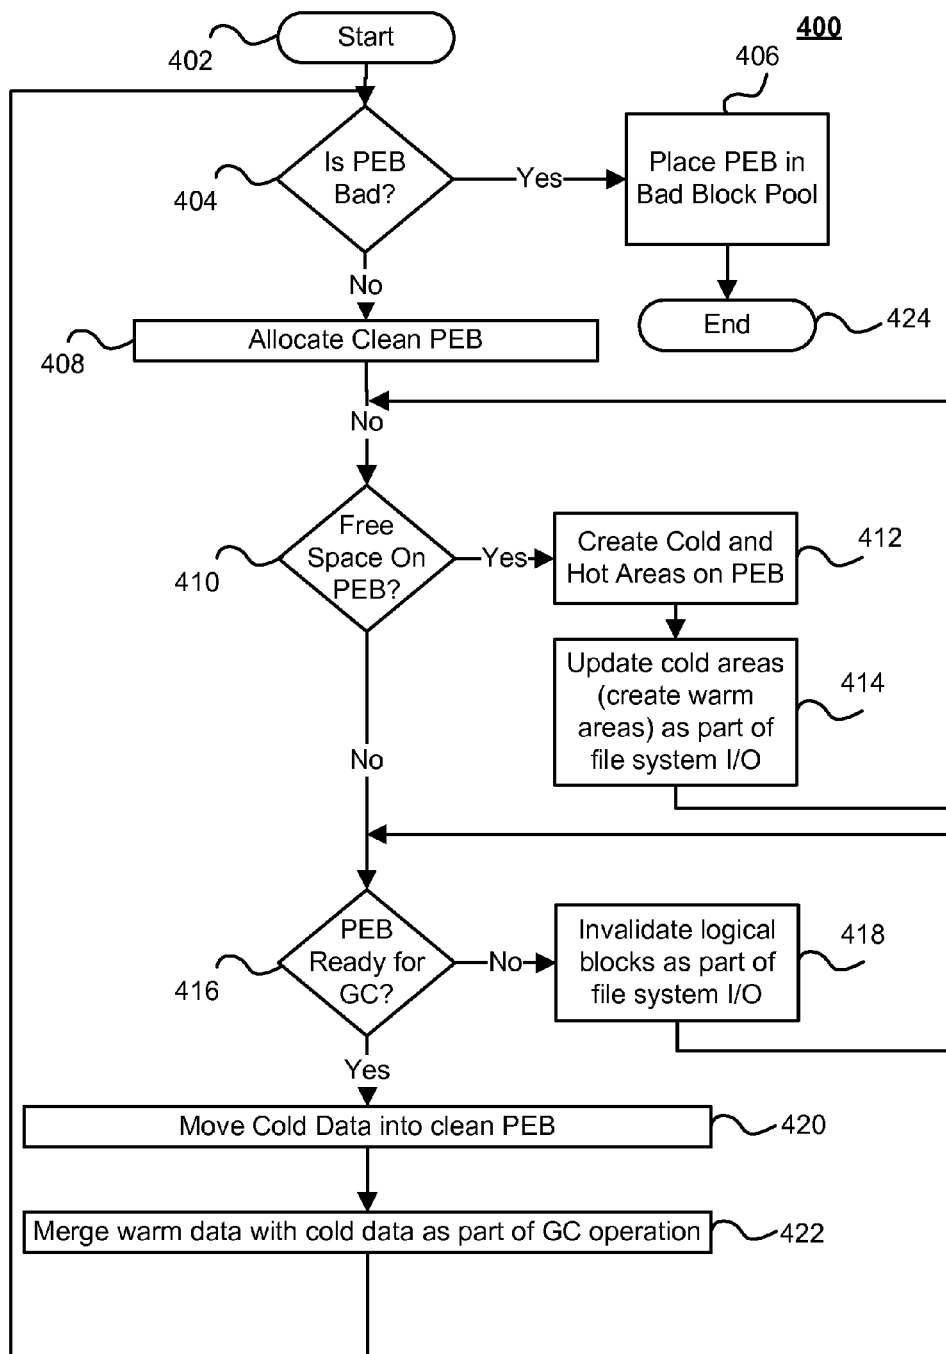 400
Start
402
406
Is PEB
Bad?
404
Yes
Place PEB in
Bad Block Pool
No
End
424
Allocate Clean PEB
408
No
Free
Space On
PEB?
410
Yes
Create Cold and
Hot Areas on PEB
412
Update cold areas
(create warm
areas) as part of
file system I/O
414
No
PEB
Ready for
GC?
416
No
Invalidate logical
blocks as part of
file system I/O
418
Yes
Move Cold Data into clean PEB
420
Merge warm data with cold data as part of GC operation
422